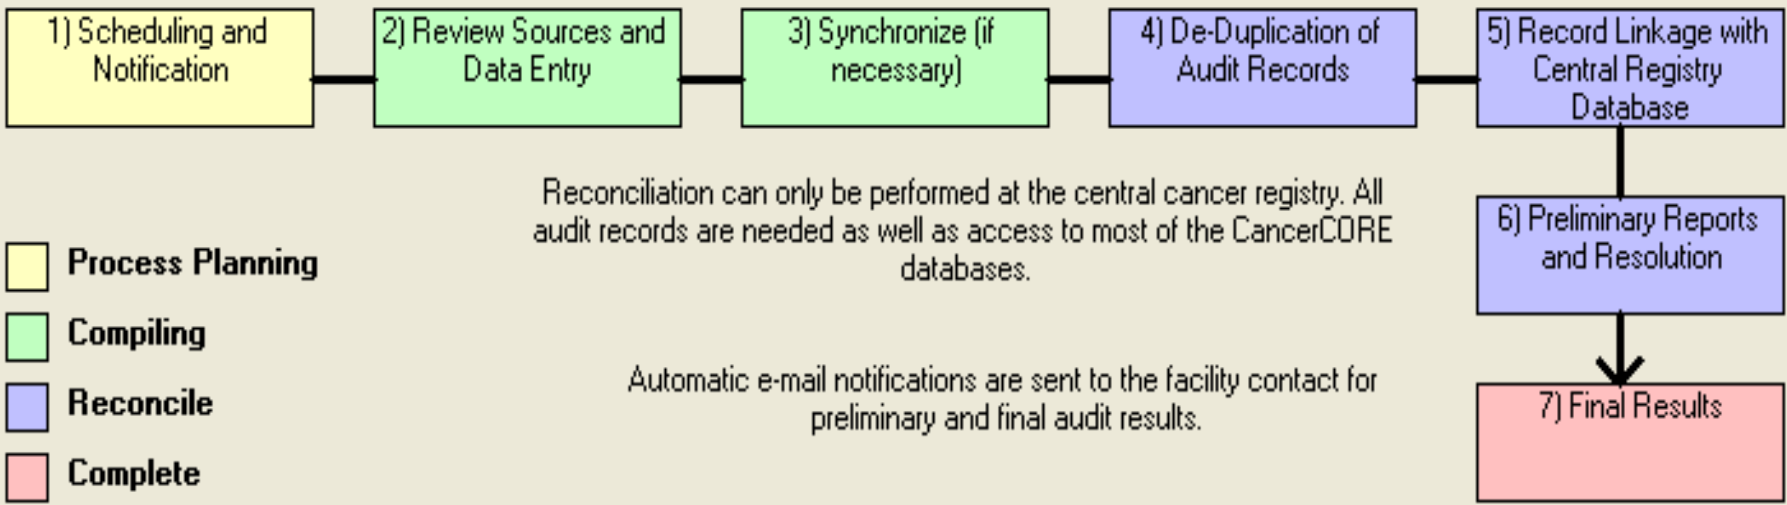 1) Scheduling and
Notification
2) Review Sources and
Data Entry
3) Synchronize (if
necessary)
4) De-Duplication of
Audit Records
5) Record Linkage with
Central Registry
Database
Reconciliation can only be performed at the central cancer registry. All
audit records are needed as well as access to most of the CancerCORE
databases.
6) Preliminary Reports
and Resolution
Process Planning
Compiling
Reconcile
Complete
Automatic e-mail notifications are sent to the facility contact for
preliminary and final audit results.
7) Final Results